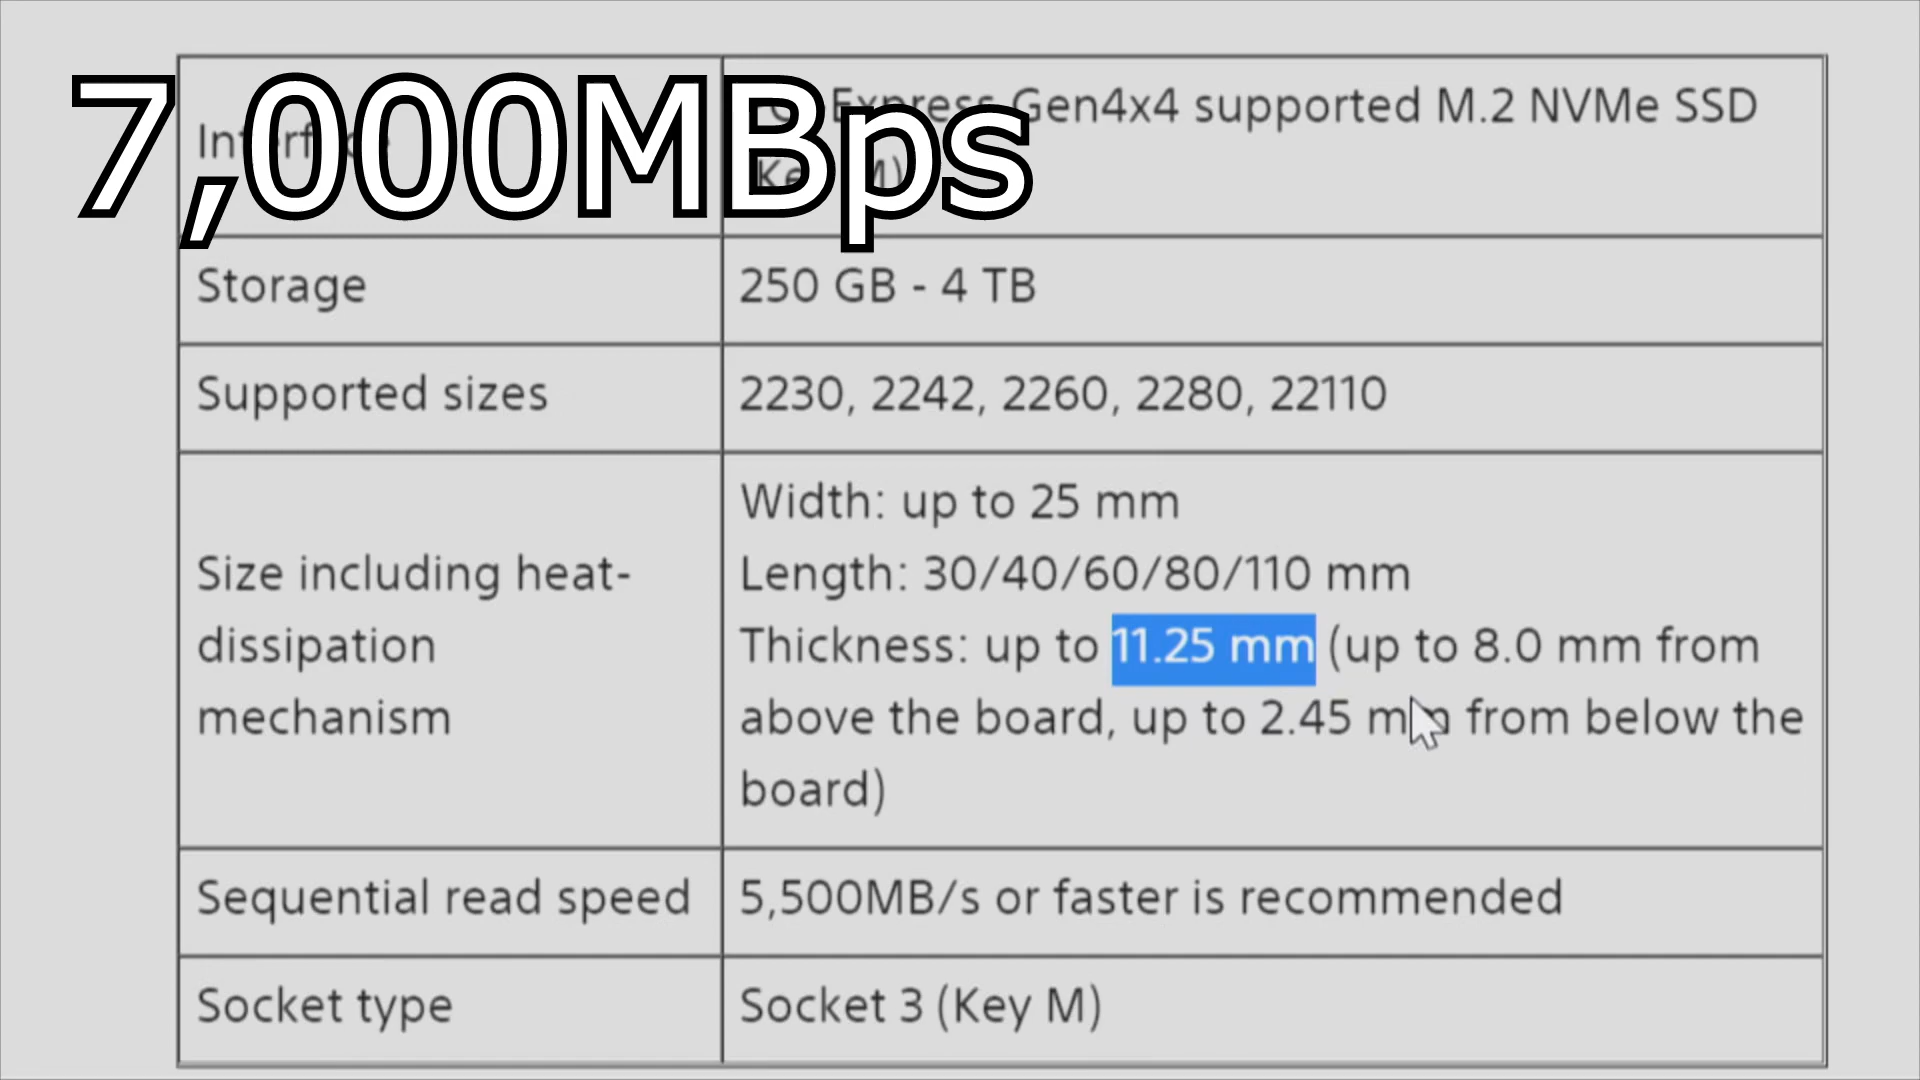 7,000MBps
Express Gen4x4 supported M.2 NVMe SSD
Storage
250 GB - 4 TB
Supported sizes
2230, 2242, 2260, 2280, 22110
Size including heat-
dissipation
mechanism
Width: up to 25 mm
Length: 30/40/60/80/110 mm
Thickness: up to 11.25 mm (up to 8.0 mm from
above the board, up to 2.45 mm from below the
board)
Sequential read speed
5,500MB/s or faster is recommended
Socket type
Socket 3 (Key M)